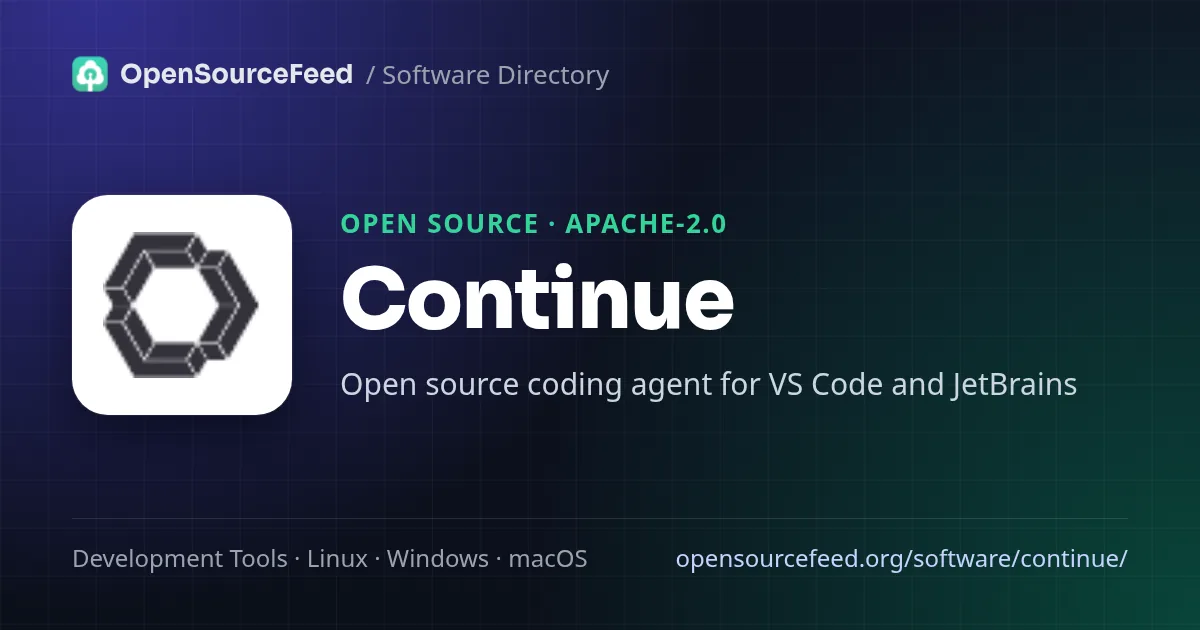 OpenSourceFeed / Software Directory
OPEN SOURCE · APACHE-2.0
Continue
Open source coding agent for VS Code and JetBrains
Development Tools · Linux · Windows · macOS
opensourcefeed.org/software/continue/